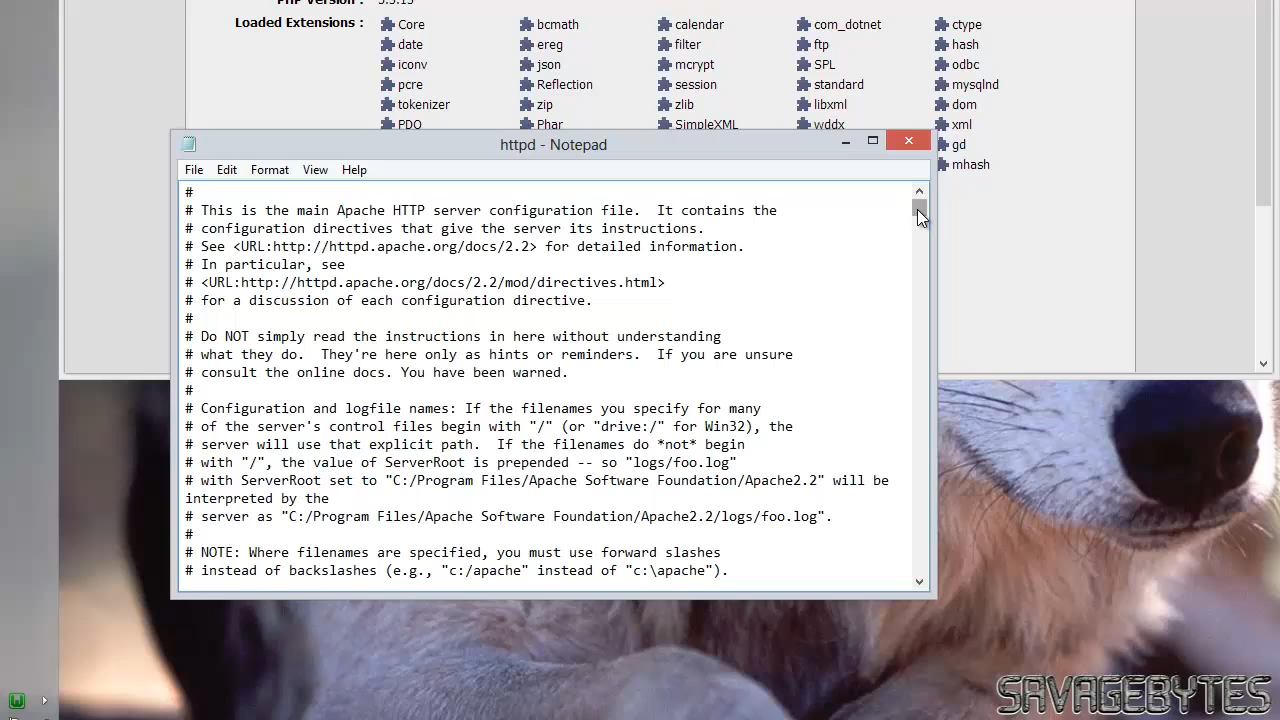 PHP Version : 5.3.13
Loaded Extensions :
Core bcmath calendar com_dotnet ctype
date ereg filter ftp hash
iconv json mcrypt SPL odbc
pcre Reflection session standard mysqlnd
tokenizer zip zlib libxml dom
PDO Phar SimpleXML wddx xml
gd
mhash
httpd - Notepad
File Edit Format View Help
#
# This is the main Apache HTTP server configuration file.  It contains the
# configuration directives that give the server its instructions.
# See <URL:http://httpd.apache.org/docs/2.2> for detailed information.
# In particular, see
# <URL:http://httpd.apache.org/docs/2.2/mod/directives.html>
# for a discussion of each configuration directive.
#
# Do NOT simply read the instructions in here without understanding
# what they do.  They're here only as hints or reminders.  If you are unsure
# consult the online docs. You have been warned.
#
# Configuration and logfile names: If the filenames you specify for many
# of the server's control files begin with "/" (or "drive:/" for Win32), the
# server will use that explicit path.  If the filenames do *not* begin
# with "/", the value of ServerRoot is prepended -- so "logs/foo.log"
# with ServerRoot set to "C:/Program Files/Apache Software Foundation/Apache2.2" will be
interpreted by the
# server as "C:/Program Files/Apache Software Foundation/Apache2.2/logs/foo.log".
#
# NOTE: Where filenames are specified, you must use forward slashes
# instead of backslashes (e.g., "c:/apache" instead of "c:\apache").
SAVAGEBYTES